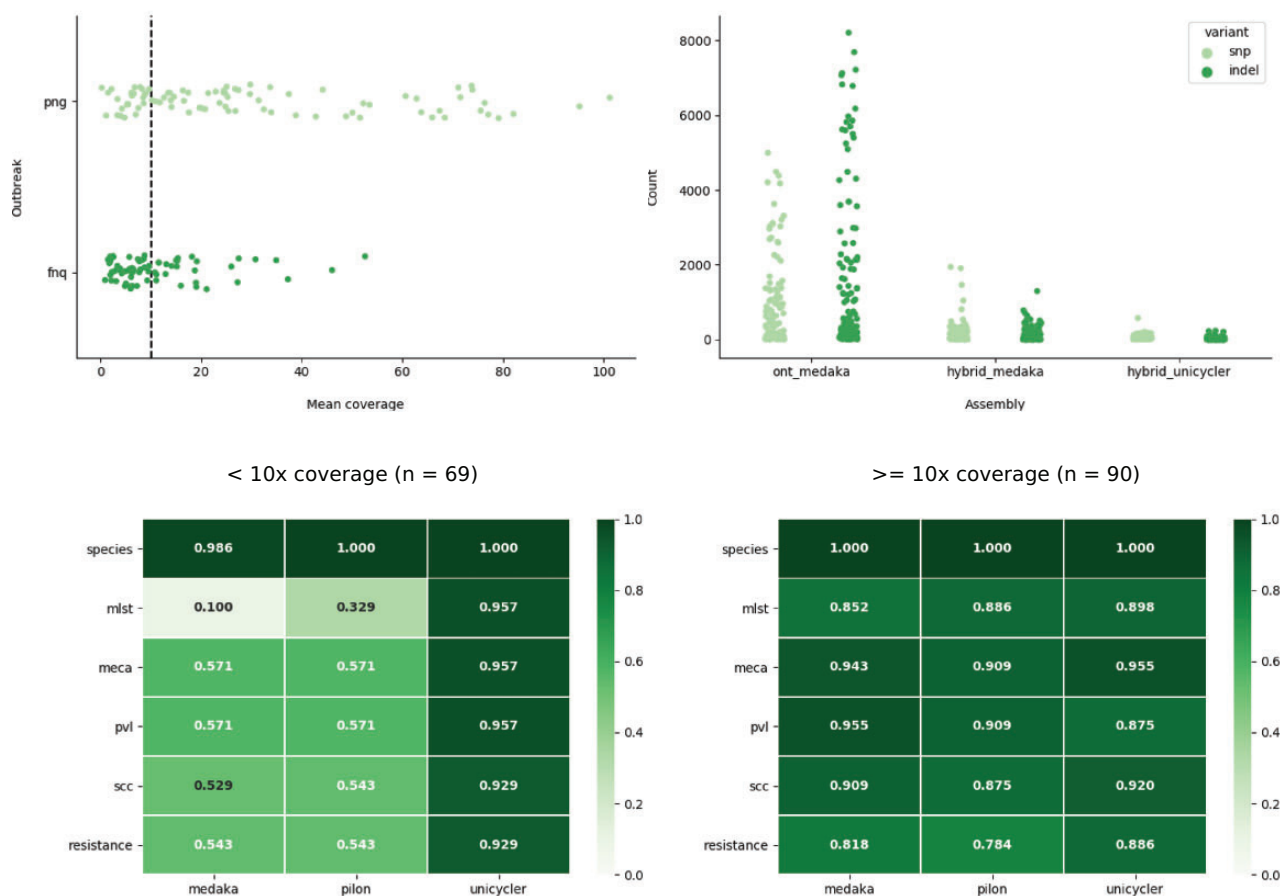 png
fnq
Outbreak
0 20 40 60 80 100
Mean coverage
8000
6000
4000
2000
0
Count
variant
snp
indel
ont_medaka hybrid_medaka hybrid_unicycler
Assembly
< 10x coverage (n = 69)
species 0.986 1.000 1.000
mlst 0.100 0.329 0.957
meca 0.571 0.571 0.957
pvl 0.571 0.571 0.957
scc 0.529 0.543 0.929
resistance 0.543 0.543 0.929
medaka pilon unicycler
1.0
0.8
0.6
0.4
0.2
0.0
>= 10x coverage (n = 90)
species 1.000 1.000 1.000
mlst 0.852 0.886 0.898
meca 0.943 0.909 0.955
pvl 0.955 0.909 0.875
scc 0.909 0.875 0.920
resistance 0.818 0.784 0.886
medaka pilon unicycler
1.0
0.8
0.6
0.4
0.2
0.0